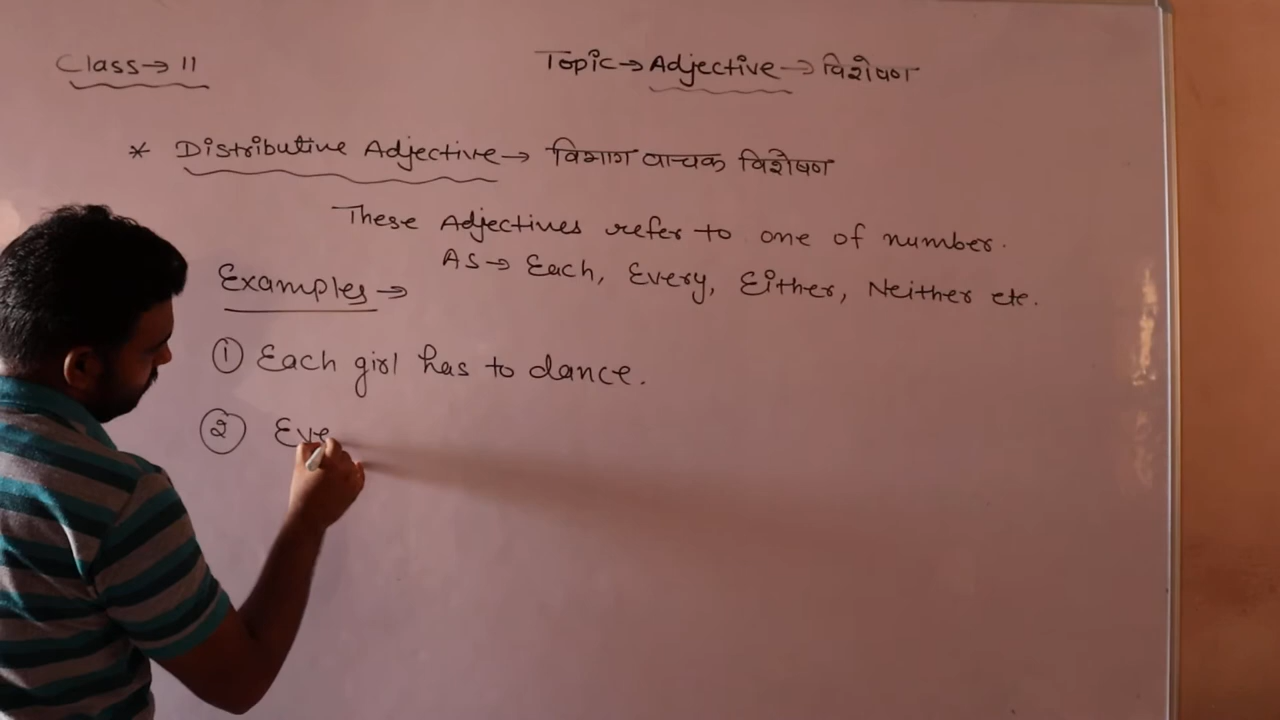 Class→ 11
Topic→ Adjective → विशेषण
* Distributive Adjective→ विभाग वाचक विशेषण
These Adjectives refer to one of number.
As→ Each, Every, Either, Neither etc.
Examples →
① Each girl has to dance.
② Eve